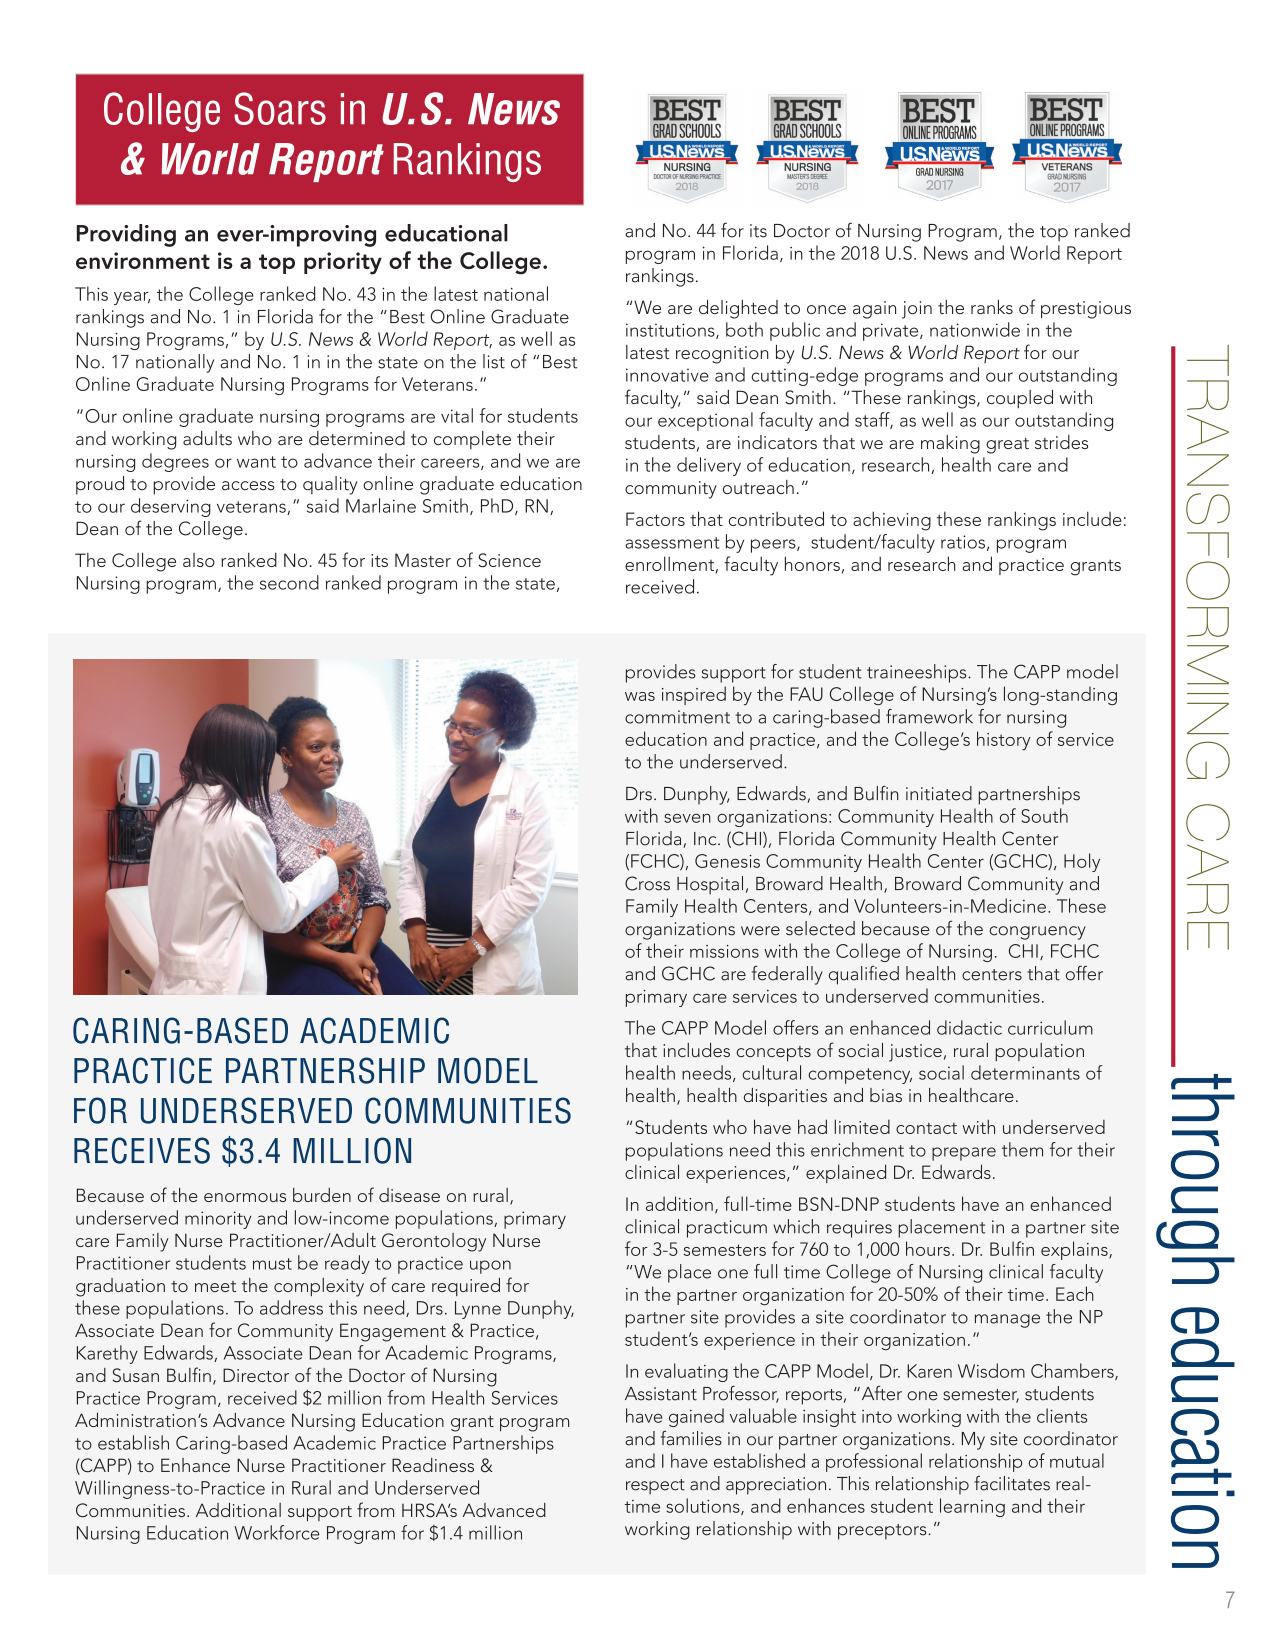 College Soars in U.S. News
& World Report Rankings
BEST
GRAD SCHOOLS
U.S.News
& WORLD REPORT
NURSING
DOCTOR OF NURSING PRACTICE
2018
BEST
GRAD SCHOOLS
U.S.News
& WORLD REPORT
NURSING
MASTER'S DEGREE
2018
BEST
ONLINE PROGRAMS
U.S.News
& WORLD REPORT
GRAD NURSING
2017
BEST
ONLINE PROGRAMS
U.S.News
& WORLD REPORT
VETERANS
GRAD NURSING
2017
Providing an ever-improving educational
environment is a top priority of the College.
This year, the College ranked No. 43 in the latest national
rankings and No. 1 in Florida for the “Best Online Graduate
Nursing Programs,” by U.S. News & World Report, as well as
No. 17 nationally and No. 1 in in the state on the list of “Best
Online Graduate Nursing Programs for Veterans.”
“Our online graduate nursing programs are vital for students
and working adults who are determined to complete their
nursing degrees or want to advance their careers, and we are
proud to provide access to quality online graduate education
to our deserving veterans,” said Marlaine Smith, PhD, RN,
Dean of the College.
The College also ranked No. 45 for its Master of Science
Nursing program, the second ranked program in the state,
and No. 44 for its Doctor of Nursing Program, the top ranked
program in Florida, in the 2018 U.S. News and World Report
rankings.
“We are delighted to once again join the ranks of prestigious
institutions, both public and private, nationwide in the
latest recognition by U.S. News & World Report for our
innovative and cutting-edge programs and our outstanding
faculty,” said Dean Smith. “These rankings, coupled with
our exceptional faculty and staff, as well as our outstanding
students, are indicators that we are making great strides
in the delivery of education, research, health care and
community outreach.”
Factors that contributed to achieving these rankings include:
assessment by peers,  student/faculty ratios, program
enrollment, faculty honors, and research and practice grants
received.
CARING-BASED ACADEMIC
PRACTICE PARTNERSHIP MODEL
FOR UNDERSERVED COMMUNITIES
RECEIVES $3.4 MILLION
Because of the enormous burden of disease on rural,
underserved minority and low-income populations, primary
care Family Nurse Practitioner/Adult Gerontology Nurse
Practitioner students must be ready to practice upon
graduation to meet the complexity of care required for
these populations. To address this need, Drs. Lynne Dunphy,
Associate Dean for Community Engagement & Practice,
Karethy Edwards, Associate Dean for Academic Programs,
and Susan Bulfin, Director of the Doctor of Nursing
Practice Program, received $2 million from Health Services
Administration’s Advance Nursing Education grant program
to establish Caring-based Academic Practice Partnerships
(CAPP) to Enhance Nurse Practitioner Readiness &
Willingness-to-Practice in Rural and Underserved
Communities. Additional support from HRSA’s Advanced
Nursing Education Workforce Program for $1.4 million
provides support for student traineeships. The CAPP model
was inspired by the FAU College of Nursing’s long-standing
commitment to a caring-based framework for nursing
education and practice, and the College’s history of service
to the underserved.
Drs. Dunphy, Edwards, and Bulfin initiated partnerships
with seven organizations: Community Health of South
Florida, Inc. (CHI), Florida Community Health Center
(FCHC), Genesis Community Health Center (GCHC), Holy
Cross Hospital, Broward Health, Broward Community and
Family Health Centers, and Volunteers-in-Medicine. These
organizations were selected because of the congruency
of their missions with the College of Nursing.  CHI, FCHC
and GCHC are federally qualified health centers that offer
primary care services to underserved communities.
The CAPP Model offers an enhanced didactic curriculum
that includes concepts of social justice, rural population
health needs, cultural competency, social determinants of
health, health disparities and bias in healthcare.
“Students who have had limited contact with underserved
populations need this enrichment to prepare them for their
clinical experiences,” explained Dr. Edwards.
In addition, full-time BSN-DNP students have an enhanced
clinical practicum which requires placement in a partner site
for 3-5 semesters for 760 to 1,000 hours. Dr. Bulfin explains,
“We place one full time College of Nursing clinical faculty
in the partner organization for 20-50% of their time. Each
partner site provides a site coordinator to manage the NP
student’s experience in their organization.”
In evaluating the CAPP Model, Dr. Karen Wisdom Chambers,
Assistant Professor, reports, “After one semester, students
have gained valuable insight into working with the clients
and families in our partner organizations. My site coordinator
and I have established a professional relationship of mutual
respect and appreciation. This relationship facilitates real-
time solutions, and enhances student learning and their
working relationship with preceptors.”
TRANSFORMING CARE
through education
7